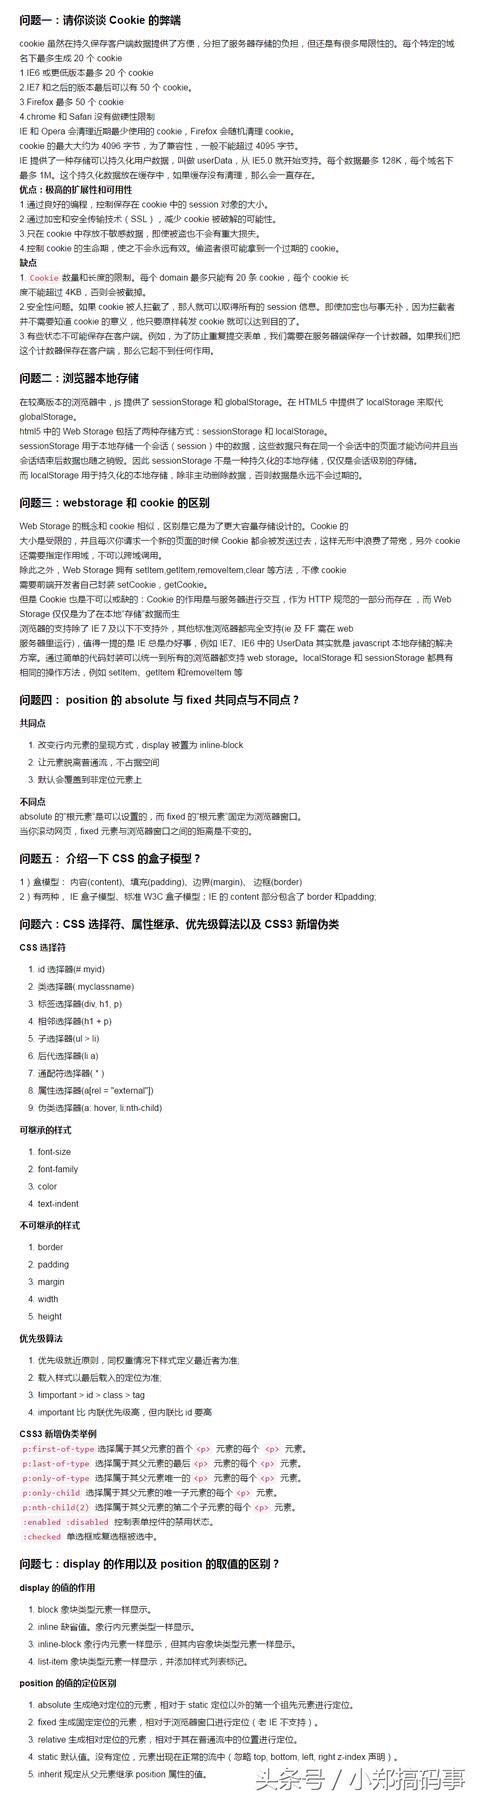 问题一：请你谈谈 Cookie 的弊端
cookie 虽然在持久保存客户端数据提供了方便，分担了服务器存储的负担，但还是有很多局限性的。每个特定的域
名下最多生成 20 个 cookie
1.IE6 或更低版本最多 20 个 cookie
2.IE7 和之后的版本最后可以有 50 个 cookie。
3.Firefox 最多 50 个 cookie
4.chrome 和 Safari 没有做硬性限制
IE 和 Opera 会清理近期最少使用的 cookie，Firefox 会随机清理 cookie。
cookie 的最大大约为 4096 字节，为了兼容性，一般不能超过 4095 字节。
IE 提供了一种存储可以持久化用户数据，叫做 userData，从 IE5.0 就开始支持。每个数据最多 128K，每个域名下
最多 1M。这个持久化数据放在缓存中，如果缓存没有清理，那么会一直存在。
优点：极高的扩展性和可用性
1.通过良好的编程，控制保存在 cookie 中的 session 对象的大小。
2.通过加密和安全传输技术（SSL），减少 cookie 被破解的可能性。
3.只在 cookie 中存放不敏感数据，即使被盗也不会有重大损失。
4.控制 cookie 的生命期，使之不会永远有效。偷盗者很可能拿到一个过期的 cookie。
缺点
1. Cookie 数量和长度的限制。每个 domain 最多只能有 20 条 cookie，每个 cookie 长
度不能超过 4KB，否则会被截掉。
2.安全性问题。如果 cookie 被人拦截了，那人就可以取得所有的 session 信息。即使加密也与事无补，因为拦截者
并不需要知道 cookie 的意义，他只要原样转发 cookie 就可以达到目的了。
3.有些状态不可能保存在客户端。例如，为了防止重复提交表单，我们需要在服务器端保存一个计数器。如果我们把
这个计数器保存在客户端，那么它起不到任何作用。
问题二：浏览器本地存储
在较高版本的浏览器中，js 提供了 sessionStorage 和 globalStorage。在 HTML5 中提供了 localStorage 来取代
globalStorage。
html5 中的 Web Storage 包括了两种存储方式：sessionStorage 和 localStorage。
sessionStorage 用于本地存储一个会话（session）中的数据，这些数据只有在同一个会话中的页面才能访问并且当
会话结束后数据也随之销毁。因此 sessionStorage 不是一种持久化的本地存储，仅仅是会话级别的存储。
而 localStorage 用于持久化的本地存储，除非主动删除数据，否则数据是永远不会过期的。
问题三：webstorage 和 cookie 的区别
Web Storage 的概念和 cookie 相似，区别是它是为了更大容量存储设计的。Cookie 的
大小是受限的，并且每次你请求一个新的页面的时候 Cookie 都会被发送过去，这样无形中浪费了带宽，另外 cookie
还需要指定作用域，不可以跨域调用。
除此之外，Web Storage 拥有 setItem,getItem,removeItem,clear 等方法，不像 cookie
需要前端开发者自己封装 setCookie，getCookie。
但是 Cookie 也是不可以或缺的：Cookie 的作用是与服务器进行交互，作为 HTTP 规范的一部分而存在 ，而 Web
Storage 仅仅是为了在本地“存储”数据而生
浏览器的支持除了 IE 7 及以下不支持外，其他标准浏览器都完全支持(ie 及 FF 需在 web
服务器里运行)，值得一提的是 IE 总是办好事，例如 IE7、IE6 中的 UserData 其实就是 javascript 本地存储的解决
方案。通过简单的代码封装可以统一到所有的浏览器都支持 web storage。localStorage 和 sessionStorage 都具有
相同的操作方法，例如 setItem、getItem 和removeItem 等
问题四： position 的 absolute 与 fixed 共同点与不同点？
共同点
1. 改变行内元素的呈现方式，display 被置为 inline-block
2. 让元素脱离普通流，不占据空间
3. 默认会覆盖到非定位元素上
不同点
absolute 的“根元素”是可以设置的，而 fixed 的“根元素”固定为浏览器窗口。
当你滚动网页，fixed 元素与浏览器窗口之间的距离是不变的。
问题五： 介绍一下 CSS 的盒子模型？
1）盒模型： 内容(content)、填充(padding)、边界(margin)、 边框(border)
2）有两种， IE 盒子模型、标准 W3C 盒子模型；IE 的 content 部分包含了 border 和padding;
问题六：CSS 选择符、属性继承、优先级算法以及 CSS3 新增伪类
CSS 选择符
1. id 选择器(# myid)
2. 类选择器(.myclassname)
3. 标签选择器(div, h1, p)
4. 相邻选择器(h1 + p)
5. 子选择器(ul > li)
6. 后代选择器(li a)
7. 通配符选择器( * )
8. 属性选择器(a[rel = "external"])
9. 伪类选择器(a: hover, li:nth-child)
可继承的样式
1. font-size
2. font-family
3. color
4. text-indent
不可继承的样式
1. border
2. padding
3. margin
4. width
5. height
优先级算法
1. 优先级就近原则，同权重情况下样式定义最近者为准;
2. 载入样式以最后载入的定位为准;
3. !important > id > class > tag
4. important 比 内联优先级高，但内联比 id 要高
CSS3 新增伪类举例
p:first-of-type 选择属于其父元素的首个 <p> 元素的每个 <p> 元素。
p:last-of-type 选择属于其父元素的最后 <p> 元素的每个 <p> 元素。
p:only-of-type 选择属于其父元素唯一的 <p> 元素的每个 <p> 元素。
p:only-child 选择属于其父元素的唯一子元素的每个 <p> 元素。
p:nth-child(2) 选择属于其父元素的第二个子元素的每个 <p> 元素。
:enabled :disabled 控制表单控件的禁用状态。
:checked 单选框或复选框被选中。
问题七：display 的作用以及 position 的取值的区别？
display 的值的作用
1. block 象块类型元素一样显示。
2. inline 缺省值。象行内元素类型一样显示。
3. inline-block 象行内元素一样显示，但其内容象块类型元素一样显示。
4. list-item 象块类型元素一样显示，并添加样式列表标记。
position 的值的定位区别
1. absolute 生成绝对定位的元素，相对于 static 定位以外的第一个祖先元素进行定位。
2. fixed 生成固定定位的元素，相对于浏览器窗口进行定位（老 IE 不支持）。
3. relative 生成相对定位的元素，相对于其在普通流中的位置进行定位。
4. static 默认值。没有定位，元素出现在正常的流中（忽略 top, bottom, left, right z-index 声明）。
5. inherit 规定从父元素继承 position 属性的值。
头条号 / 小郑搞码事